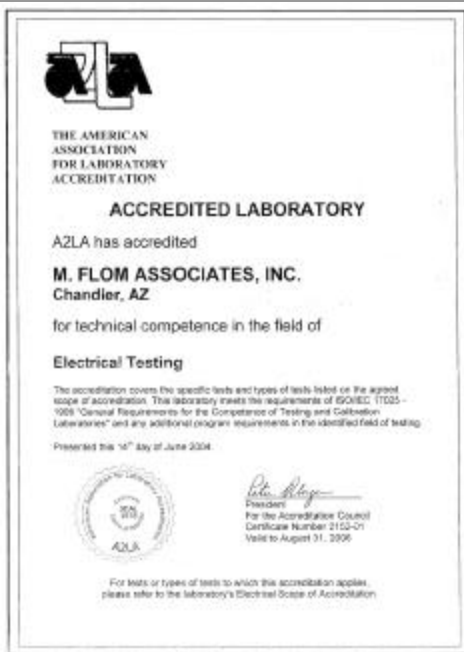 A2LA
THE AMERICAN
ASSOCIATION
FOR LABORATORY
ACCREDITATION
ACCREDITED LABORATORY
A2LA has accredited
M. FLOM ASSOCIATES, INC.
Chandler, AZ
for technical competence in the field of
Electrical Testing
The accreditation covers the specific tests and types of tests listed on the agreed
scope of accreditation. This laboratory meets the requirements of ISO/IEC 17025 -
1999 "General Requirements for the Competence of Testing and Calibration
Laboratories" and any additional program requirements in the identified field of testing.
Presented this 14th day of June 2004.
SEAL
A2LA
President
For the Accreditation Council
Certificate Number 2152-01
Valid to August 31, 2006
For tests or types of tests to which this accreditation applies,
please refer to the laboratory's Electrical Scope of Accreditation